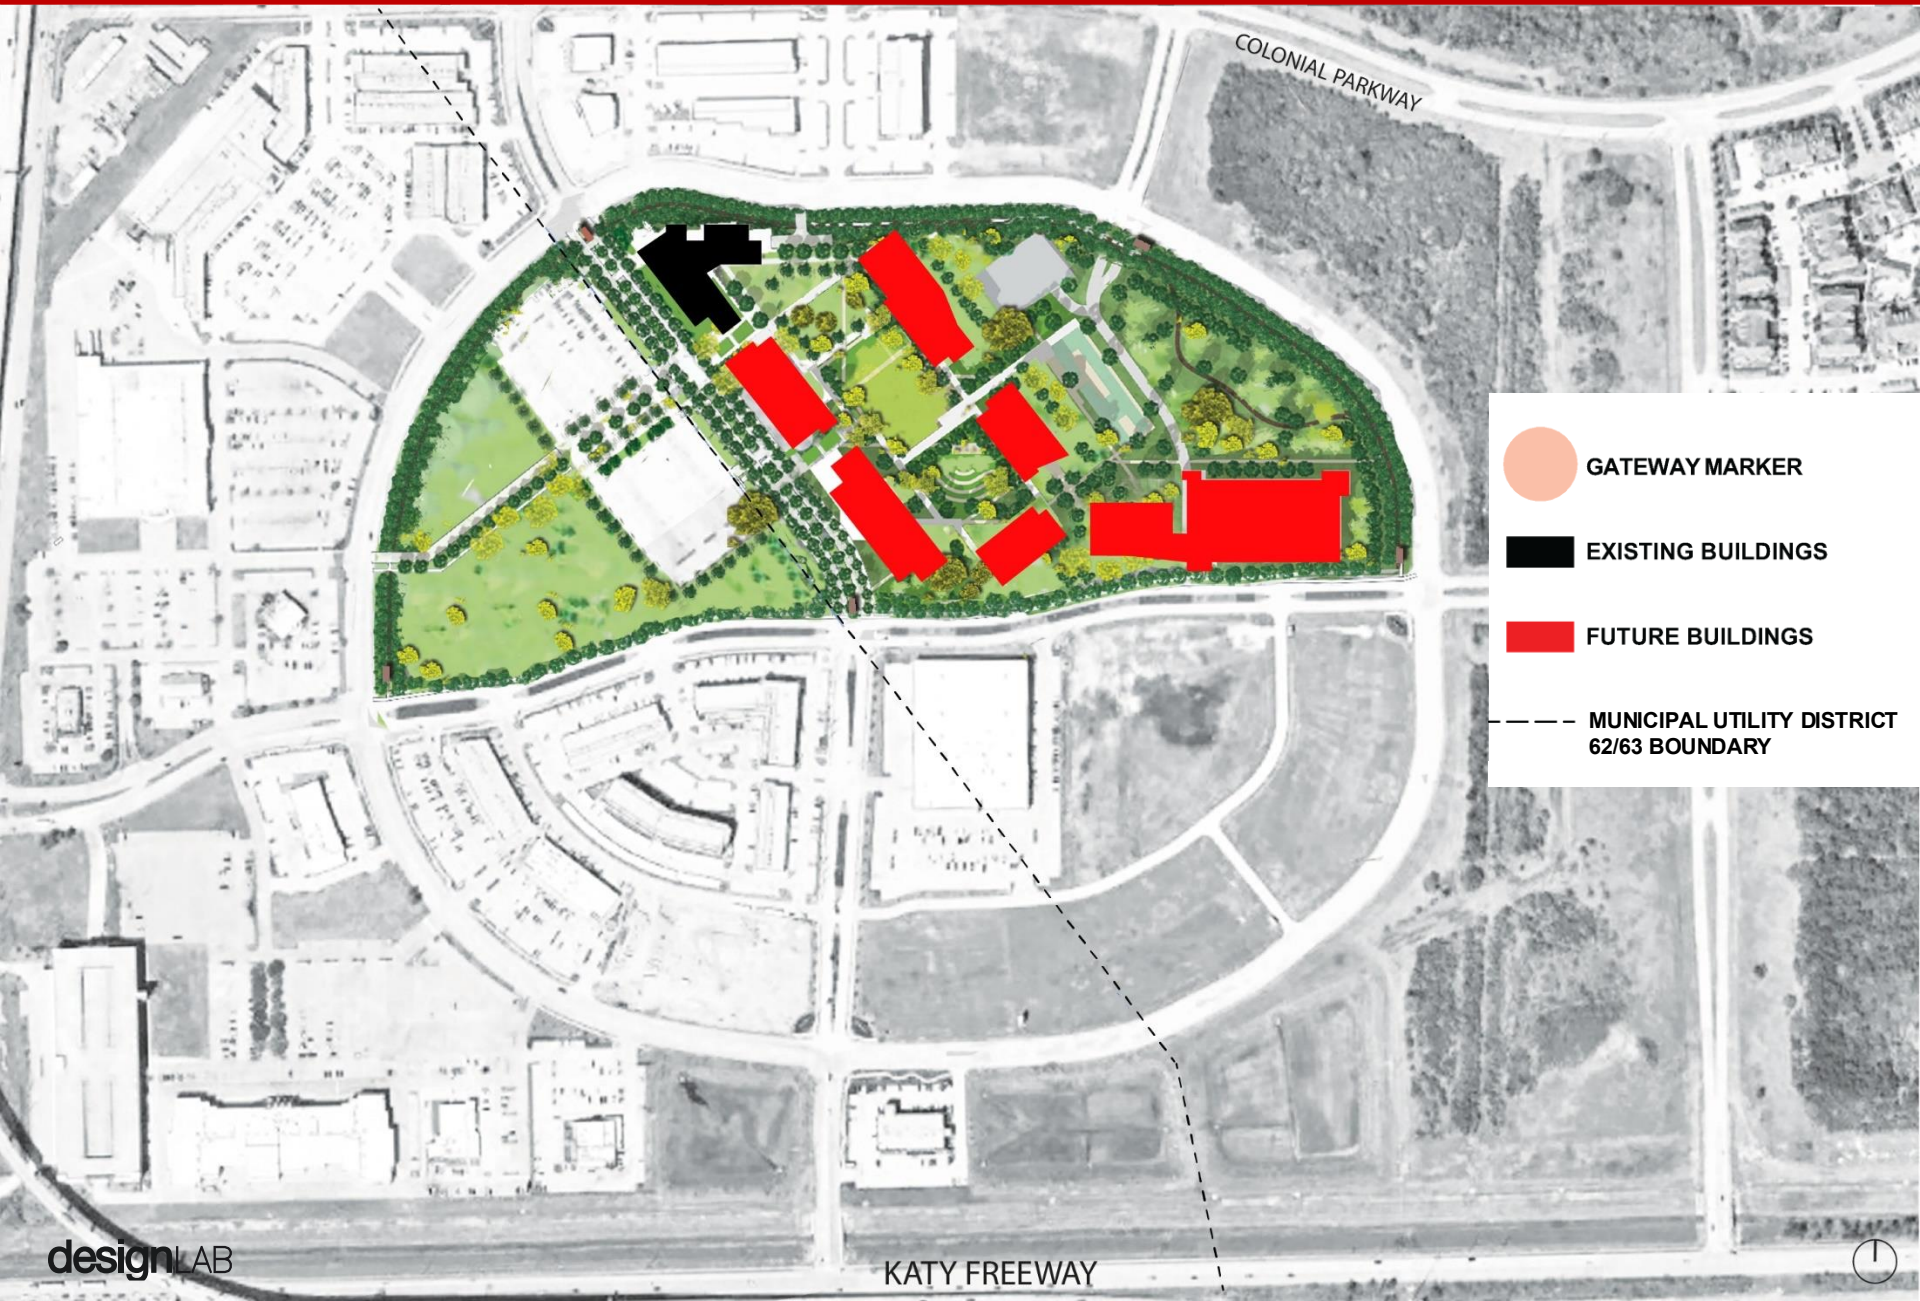 COLONIAL PARKWAY
GATEWAY MARKER
EXISTING BUILDINGS
FUTURE BUILDINGS
MUNICIPAL UTILITY DISTRICT
62/63 BOUNDARY
designLAB
KATY FREEWAY